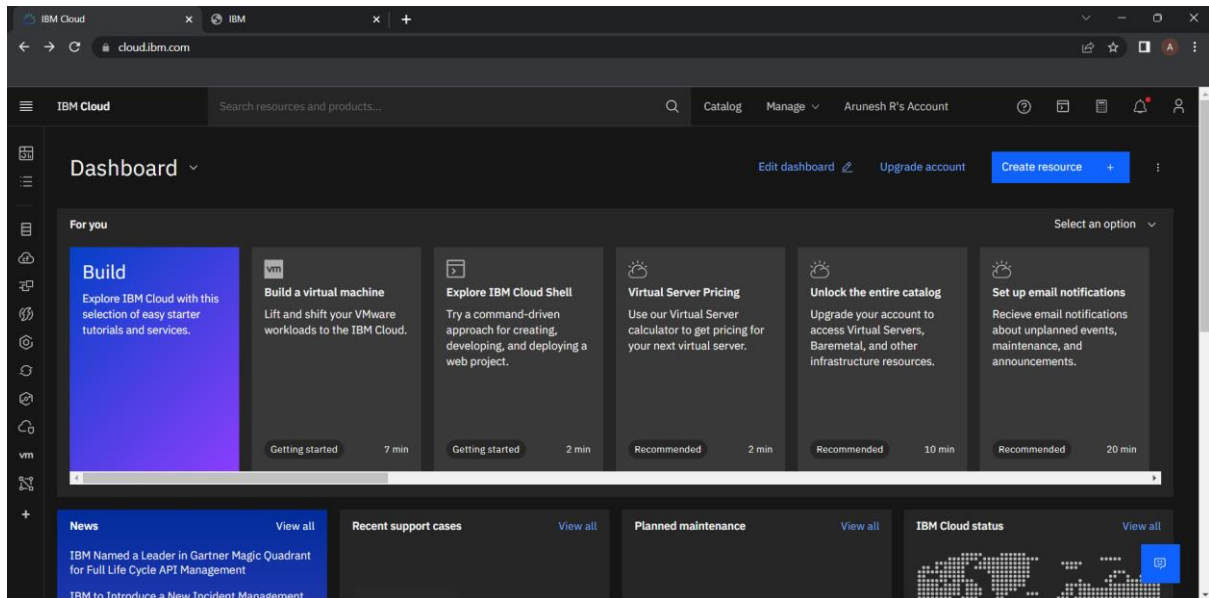 IBM Cloud
IBM
cloud.ibm.com
A
IBM Cloud
Search resources and products...
Catalog
Manage
Arunesh R's Account
Dashboard
Edit dashboard
Upgrade account
Create resource +
For you
Select an option
Build
Explore IBM Cloud with this
selection of easy starter
tutorials and services.
vm
Build a virtual machine
Lift and shift your VMware
workloads to the IBM Cloud.
Getting started
7 min
Explore IBM Cloud Shell
Try a command-driven
approach for creating,
developing, and deploying a
web project.
Getting started
2 min
Virtual Server Pricing
Use our Virtual Server
calculator to get pricing for
your next virtual server.
Recommended
2 min
Unlock the entire catalog
Upgrade your account to
access Virtual Servers,
Baremetal, and other
infrastructure resources.
Recommended
10 min
Set up email notifications
Recieve email notifications
about unplanned events,
maintenance, and
announcements.
Recommended
20 min
vm
News
View all
IBM Named a Leader in Gartner Magic Quadrant
for Full Life Cycle API Management
IBM to Introduce a New Incident Management
Recent support cases
View all
Planned maintenance
View all
IBM Cloud status
View all